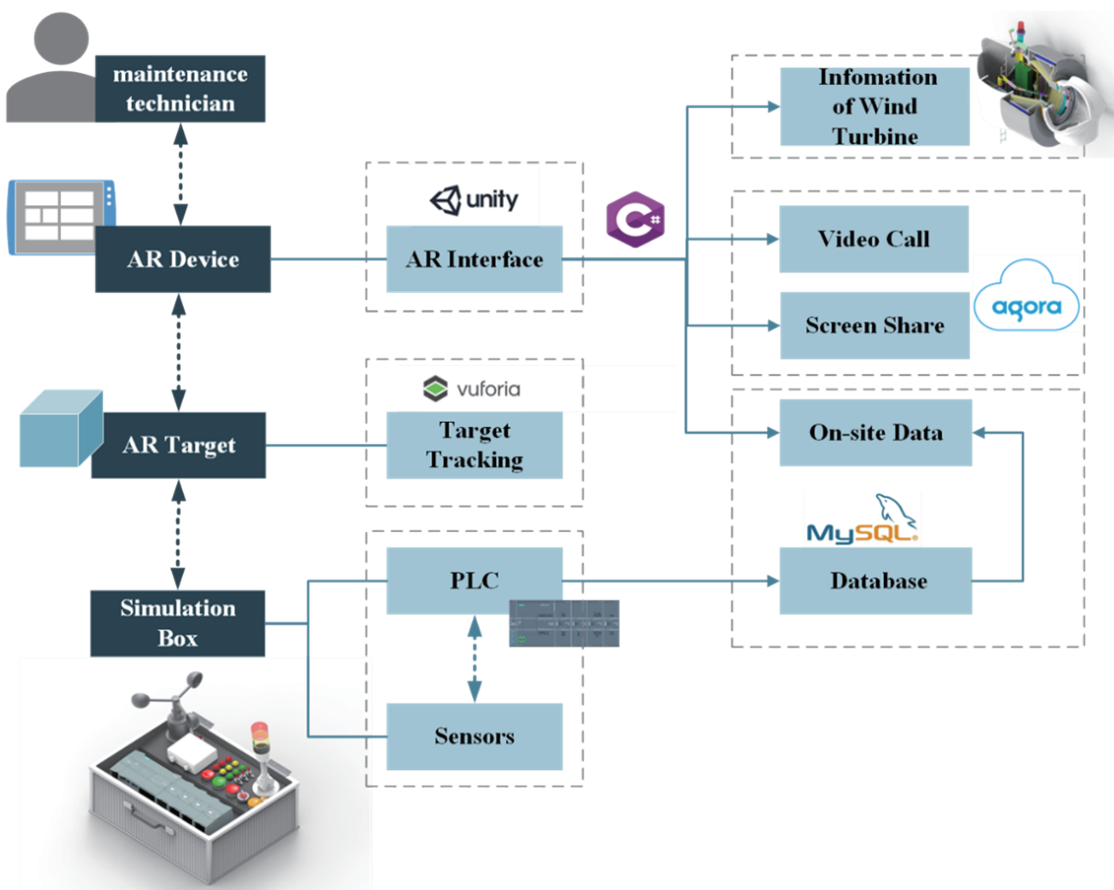 maintenance
technician
AR Device
AR Target
Simulation
Box
unity
AR Interface
vuforia
Target
Tracking
PLC
Sensors
C#
Infomation
of Wind
Turbine
Video Call
Screen Share
agora
On-site Data
MySQL®
Database